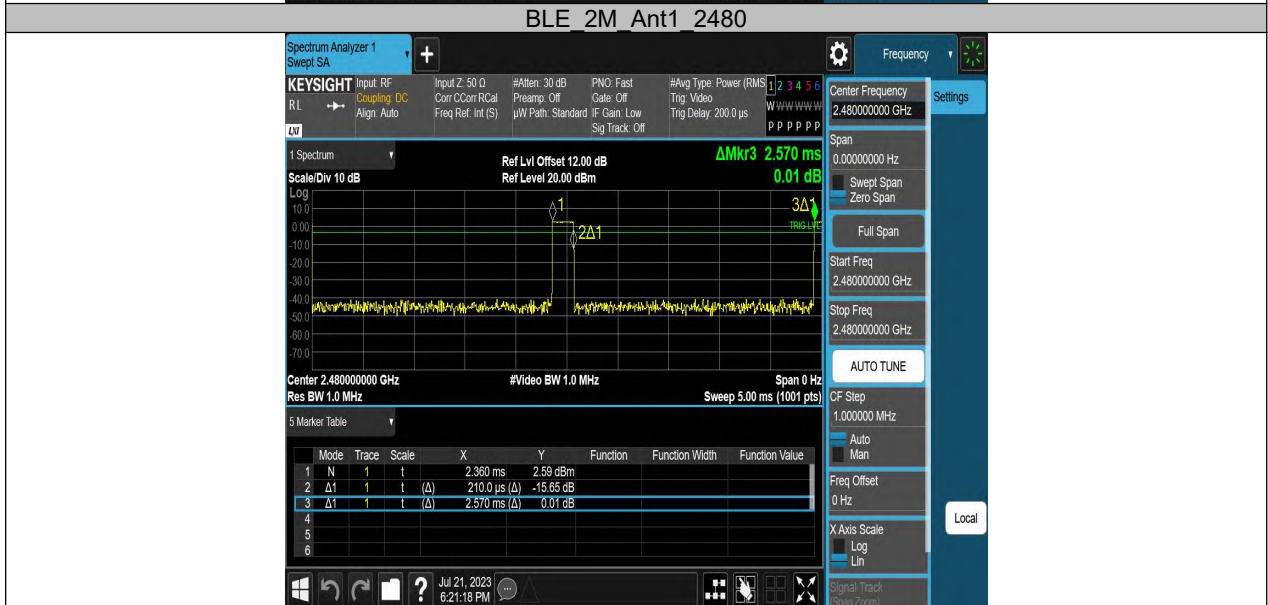 BLE_2M_Ant1_2480
Spectrum Analyzer 1
Swept SA
+
Frequency
KEYSIGHT
RL
LXI
Input: RF
Coupling: DC
Align: Auto
Input Z: 50 Ω
Corr CCorr RCal
Freq Ref: Int (S)
#Atten: 30 dB
Preamp: Off
µW Path: Standard
PNO: Fast
Gate: Off
IF Gain: Low
Sig Track: Off
#Avg Type: Power (RMS
Trig: Video
Trig Delay: 200.0 µs
1 2 3 4 5 6
W W W W W W
P P P P P P
1 Spectrum
Scale/Div 10 dB
Ref Lvl Offset 12.00 dB
Ref Level 20.00 dBm
ΔMkr3 2.570 ms
0.01 dB
Log
10.0
0.00
-10.0
-20.0
-30.0
-40.0
-50.0
-60.0
-70.0
1
2Δ1
3Δ1
TRIG LVL
Center 2.480000000 GHz
Res BW 1.0 MHz
#Video BW 1.0 MHz
Span 0 Hz
Sweep 5.00 ms (1001 pts)
5 Marker Table
Mode Trace Scale X Y Function Function Width Function Value
1 N 1 t 2.360 ms 2.59 dBm
2 Δ1 1 t (Δ) 210.0 µs (Δ) -15.65 dB
3 Δ1 1 t (Δ) 2.570 ms (Δ) 0.01 dB
4
5
6
?
Jul 21, 2023
6:21:18 PM
Center Frequency
2.480000000 GHz
Settings
Span
0.00000000 Hz
Swept Span
Zero Span
Full Span
Start Freq
2.480000000 GHz
Stop Freq
2.480000000 GHz
AUTO TUNE
CF Step
1.000000 MHz
Auto
Man
Freq Offset
0 Hz
X Axis Scale
Log
Lin
Local
Signal Track
(Span Zoom)